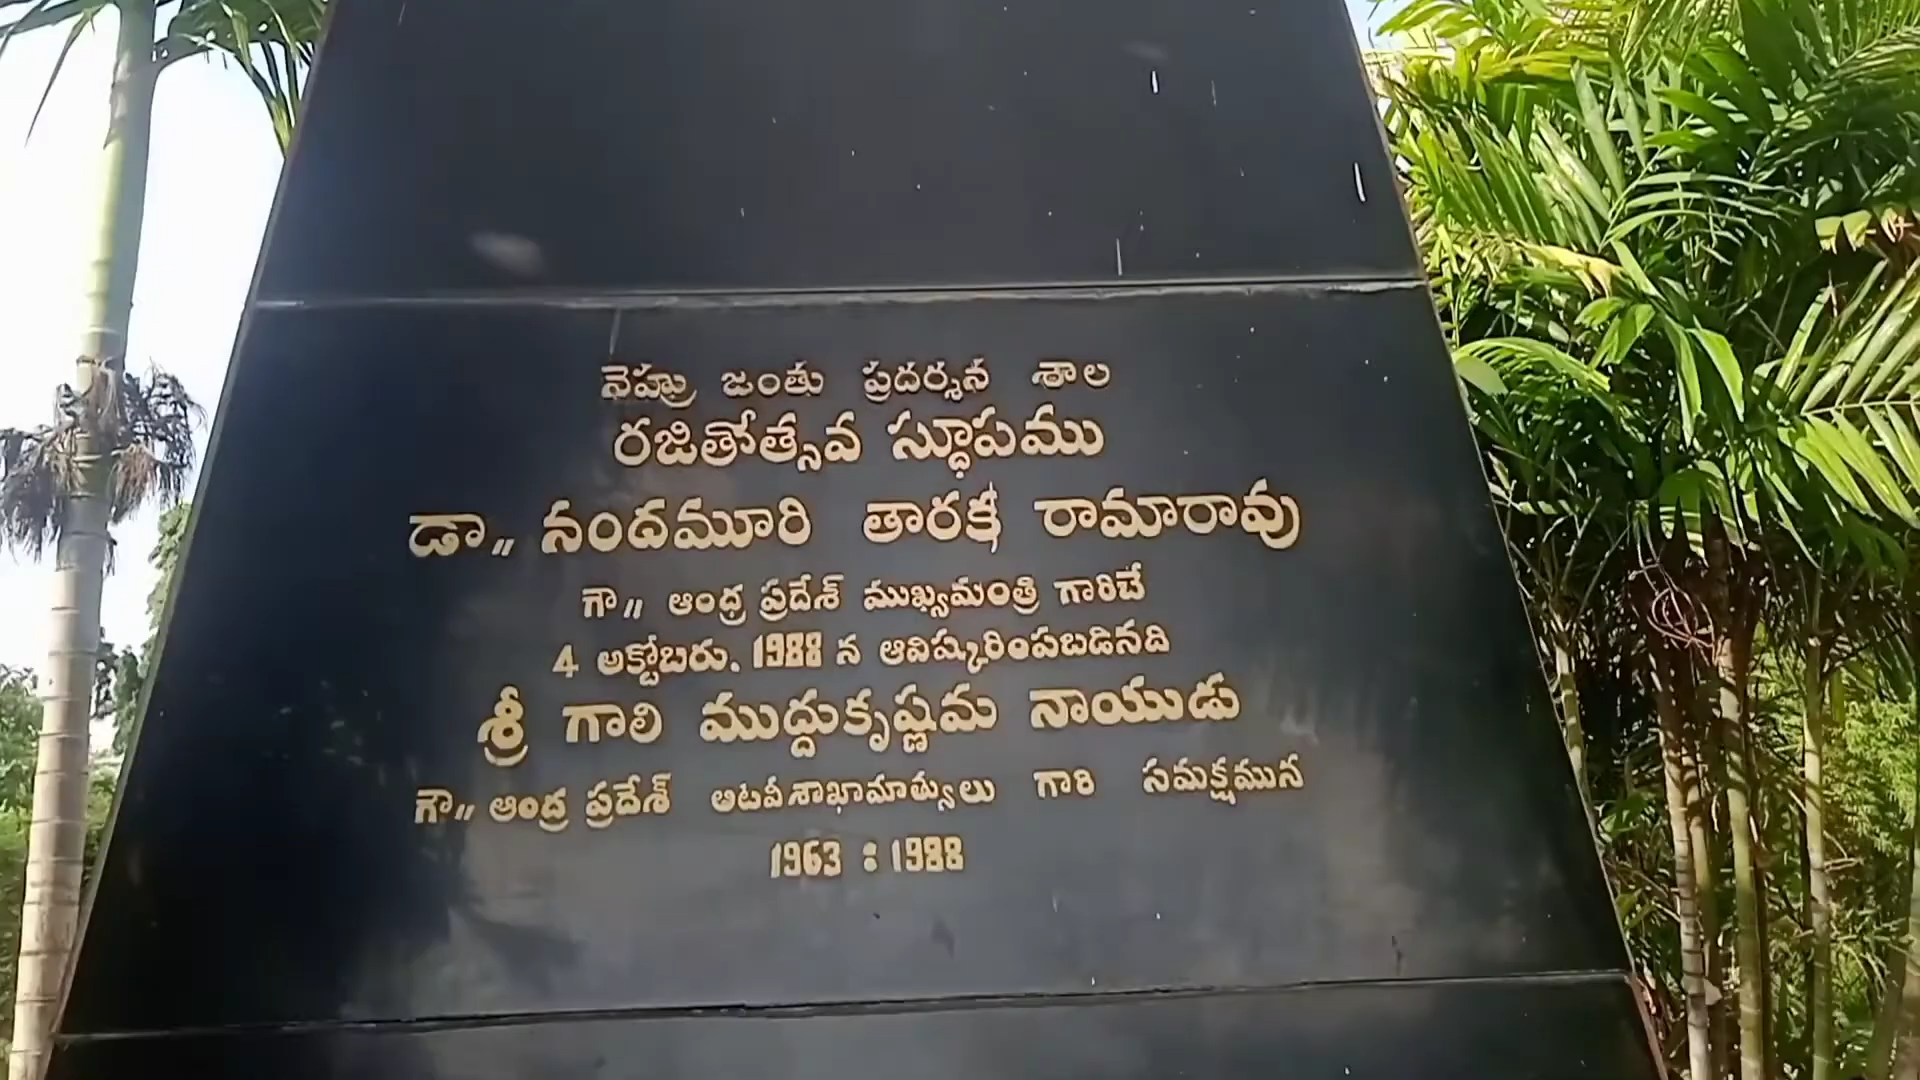 నెహ్రు జంతు ప్రదర్శన శాల
రజితోత్సవ స్థూపము
డా〃 నందమూరి తారక రామారావు
గౌ〃 ఆంధ్ర ప్రదేశ్ ముఖ్యమంత్రి గారిచే
4 అక్టోబరు. 1988 న ఆవిష్కరింపబడినది
శ్రీ గాలి ముద్దుకృష్ణమ నాయుడు
గౌ〃 ఆంధ్ర ప్రదేశ్ అటవీశాఖామాత్యులు గారి సమక్షమున
1963 : 1988